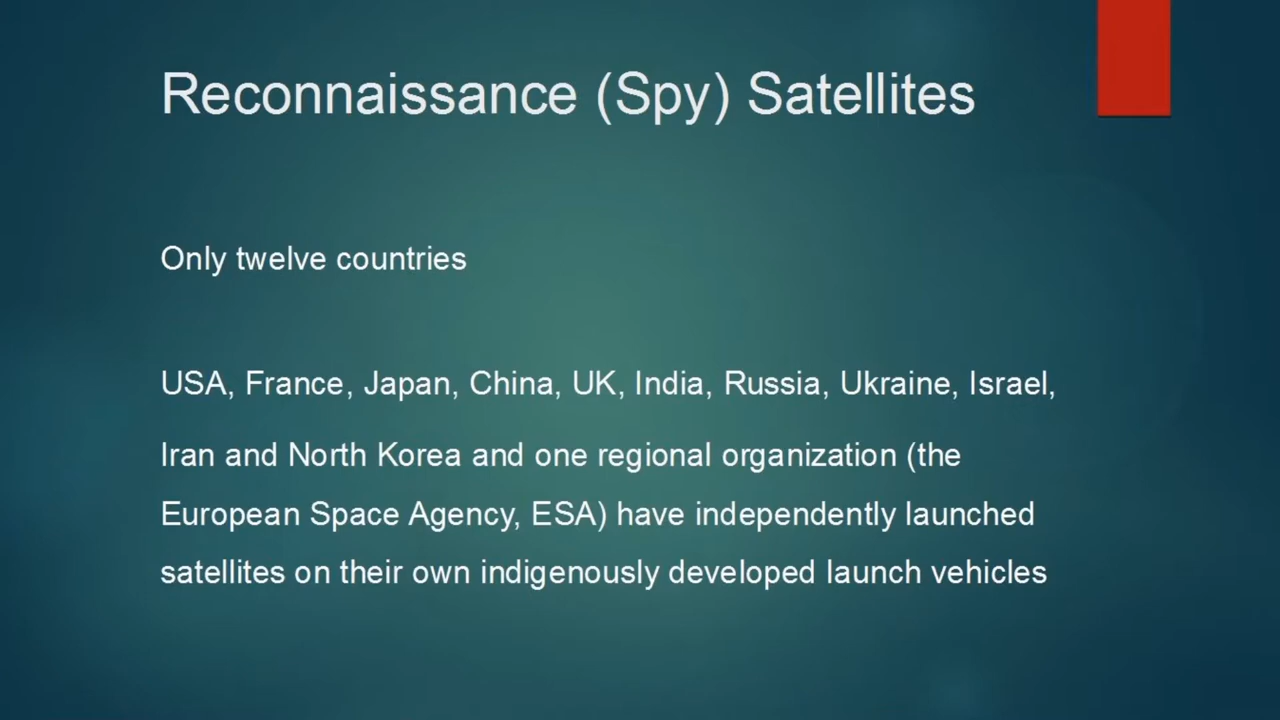 Reconnaissance (Spy) Satellites
Only twelve countries
USA, France, Japan, China, UK, India, Russia, Ukraine, Israel,
Iran and North Korea and one regional organization (the
European Space Agency, ESA) have independently launched
satellites on their own indigenously developed launch vehicles